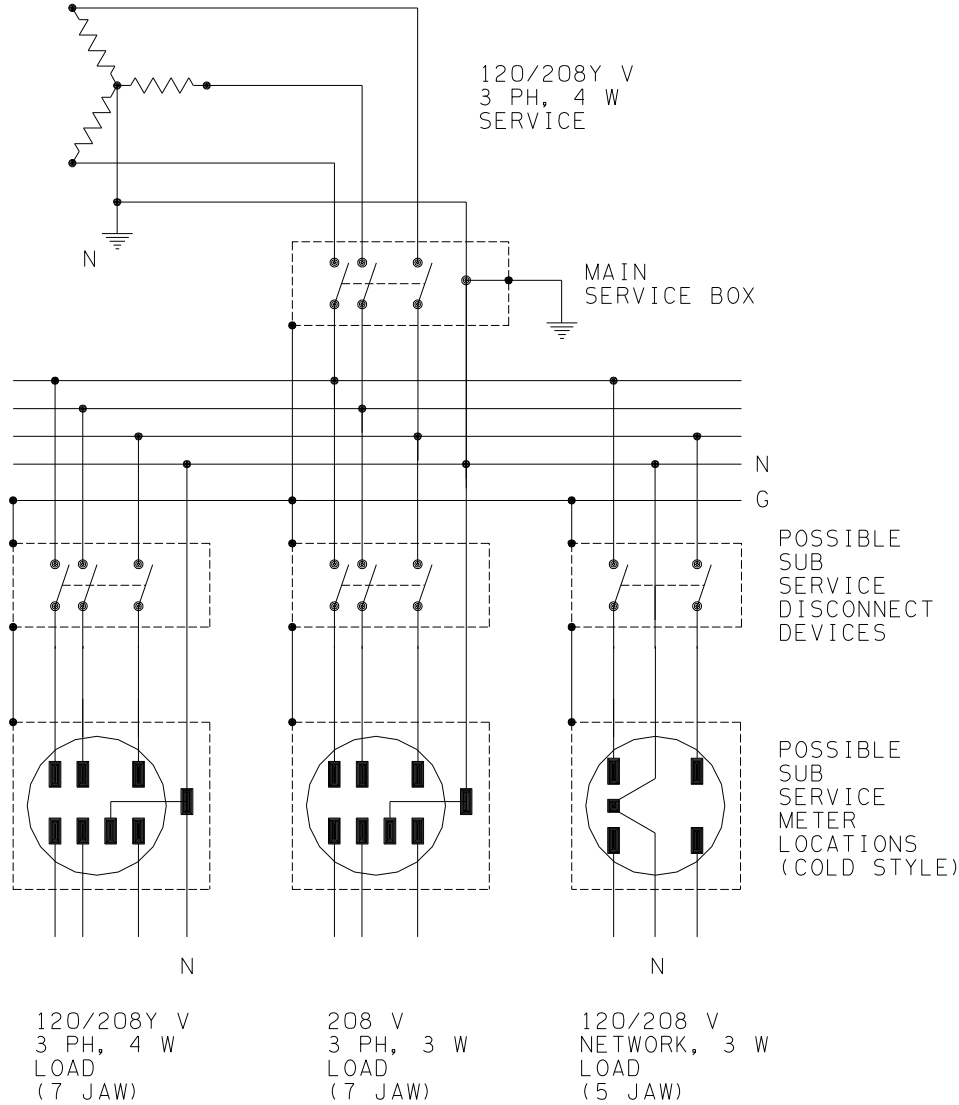 120/208Y V
3 PH, 4 W
SERVICE
N
MAIN
SERVICE BOX
N
G
POSSIBLE
SUB
SERVICE
DISCONNECT
DEVICES
POSSIBLE
SUB
SERVICE
METER
LOCATIONS
(COLD STYLE)
N
N
120/208Y V
3 PH, 4 W
LOAD
(7 JAW)
208 V
3 PH, 3 W
LOAD
(7 JAW)
120/208 V
NETWORK, 3 W
LOAD
(5 JAW)